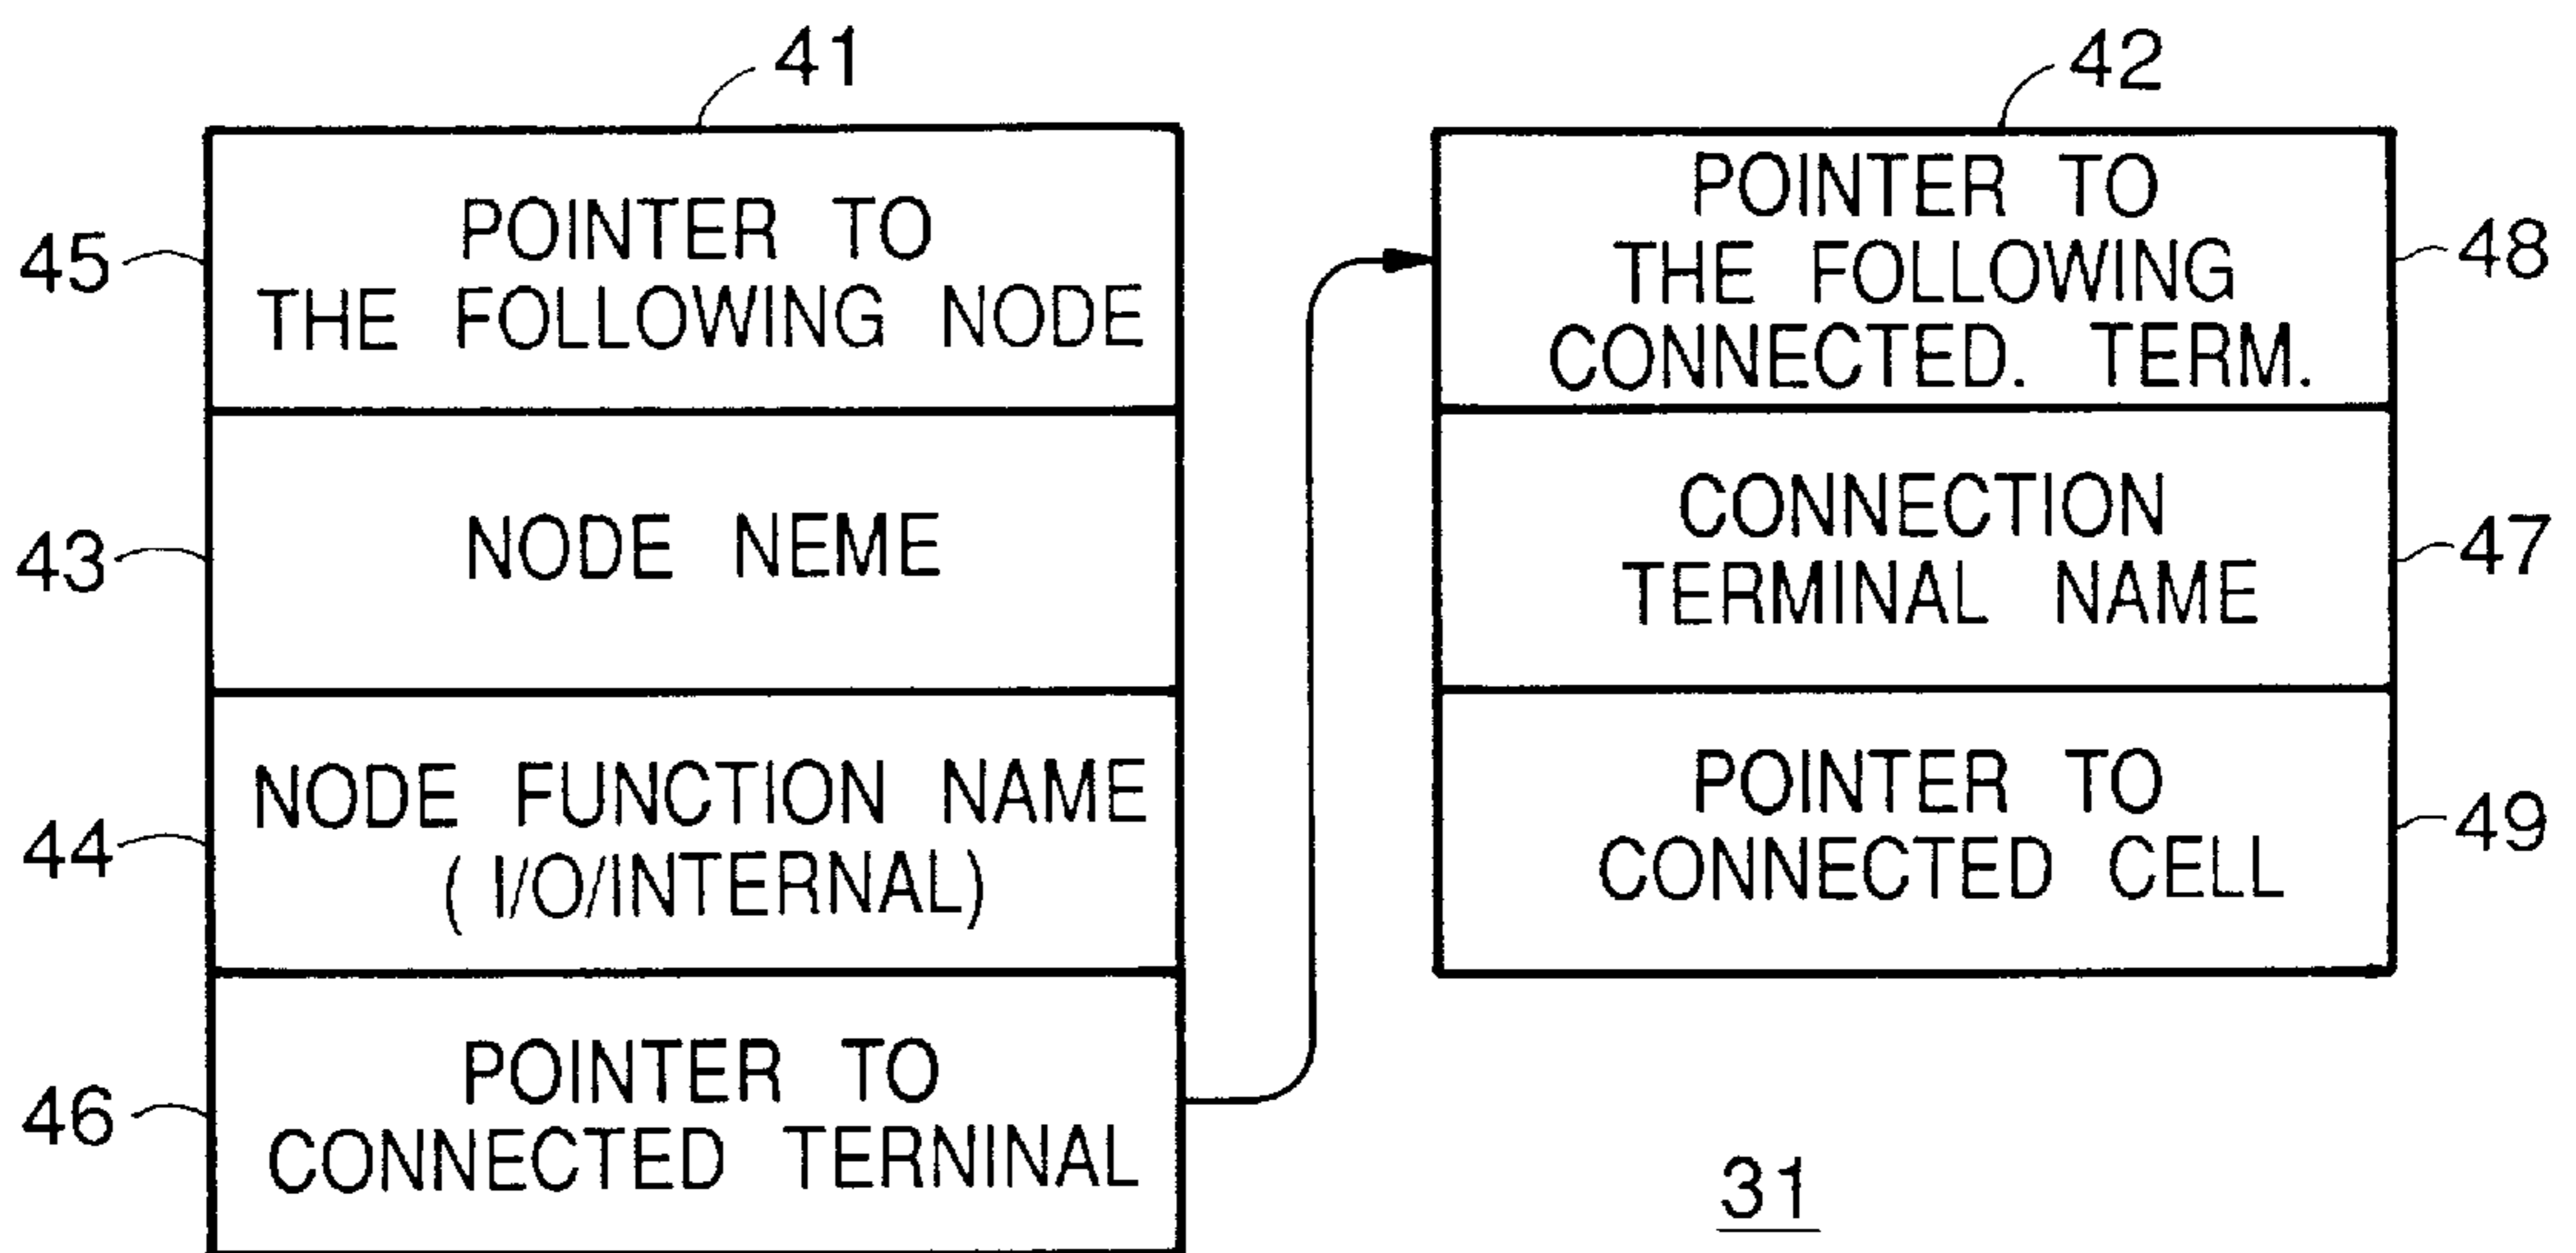 41
45
POINTER TO
THE FOLLOWING NODE
43
NODE NEME
44
NODE FUNCTION NAME
( I/O/INTERNAL)
46
POINTER TO
CONNECTED TERNINAL
42
POINTER TO
THE FOLLOWING
CONNECTED. TERM.
48
CONNECTION
TERMINAL NAME
47
POINTER TO
CONNECTED CELL
49
31